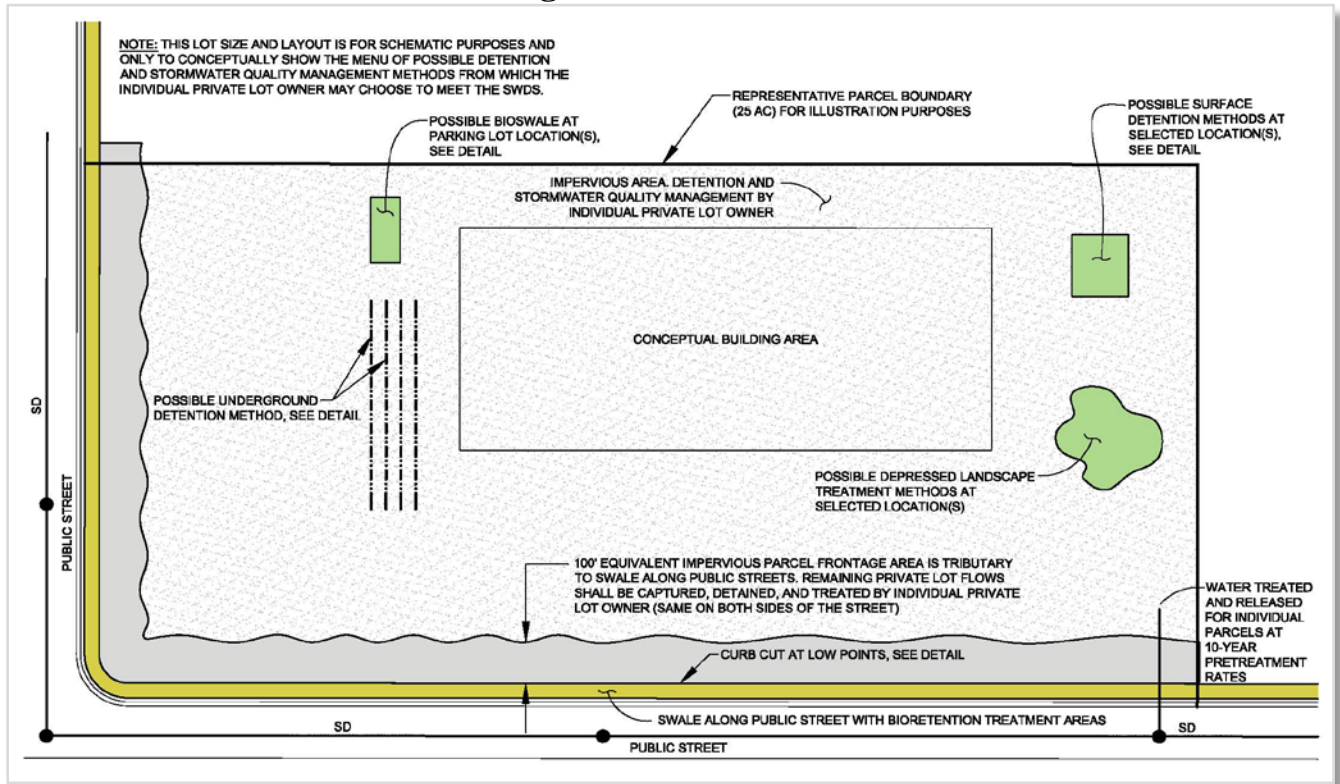 NOTE: THIS LOT SIZE AND LAYOUT IS FOR SCHEMATIC PURPOSES AND
ONLY TO CONCEPTUALLY SHOW THE MENU OF POSSIBLE DETENTION
AND STORMWATER QUALITY MANAGEMENT METHODS FROM WHICH THE
INDIVIDUAL PRIVATE LOT OWNER MAY CHOOSE TO MEET THE SWDS.
REPRESENTATIVE PARCEL BOUNDARY
(25 AC) FOR ILLUSTRATION PURPOSES
POSSIBLE SURFACE
DETENTION METHODS AT
SELECTED LOCATION(S),
SEE DETAIL
POSSIBLE BIOSWALE AT
PARKING LOT LOCATION(S),
SEE DETAIL
IMPERVIOUS AREA. DETENTION AND
STORMWATER QUALITY MANAGEMENT BY
INDIVIDUAL PRIVATE LOT OWNER
CONCEPTUAL BUILDING AREA
POSSIBLE UNDERGROUND
DETENTION METHOD, SEE DETAIL
SD
PUBLIC STREET
POSSIBLE DEPRESSED LANDSCAPE
TREATMENT METHODS AT
SELECTED LOCATION(S)
100' EQUIVALENT IMPERVIOUS PARCEL FRONTAGE AREA IS TRIBUTARY
TO SWALE ALONG PUBLIC STREETS. REMAINING PRIVATE LOT FLOWS
SHALL BE CAPTURED, DETAINED, AND TREATED BY INDIVIDUAL PRIVATE
LOT OWNER (SAME ON BOTH SIDES OF THE STREET)
WATER TREATED
AND RELEASED
FOR INDIVIDUAL
PARCELS AT
10-YEAR
PRETREATMENT
RATES
CURB CUT AT LOW POINTS, SEE DETAIL
SWALE ALONG PUBLIC STREET WITH BIORETENTION TREATMENT AREAS
SD
SD
PUBLIC STREET